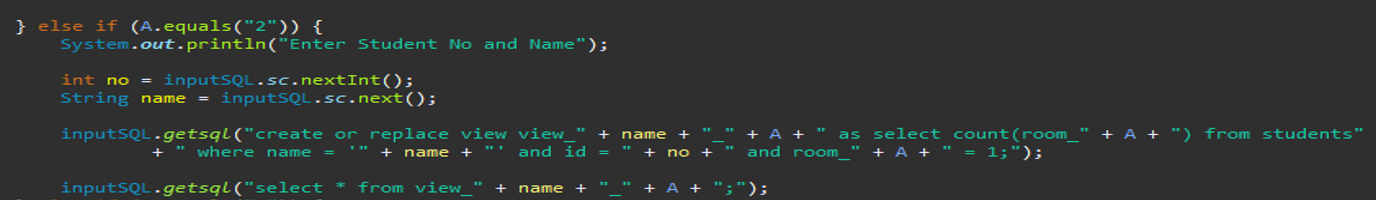 } else if (A.equals("2")) {
System.out.println("Enter Student No and Name");
int no = inputSQL.sc.nextInt();
String name = inputSQL.sc.next();
inputSQL.getsql("create or replace view view_" + name + "_" + A + " as select count(room_" + A + ") from students"
+ " where name = '" + name + "' and id = " + no + " and room_" + A + " = 1;");
inputSQL.getsql("select * from view_" + name + "_" + A + ";");